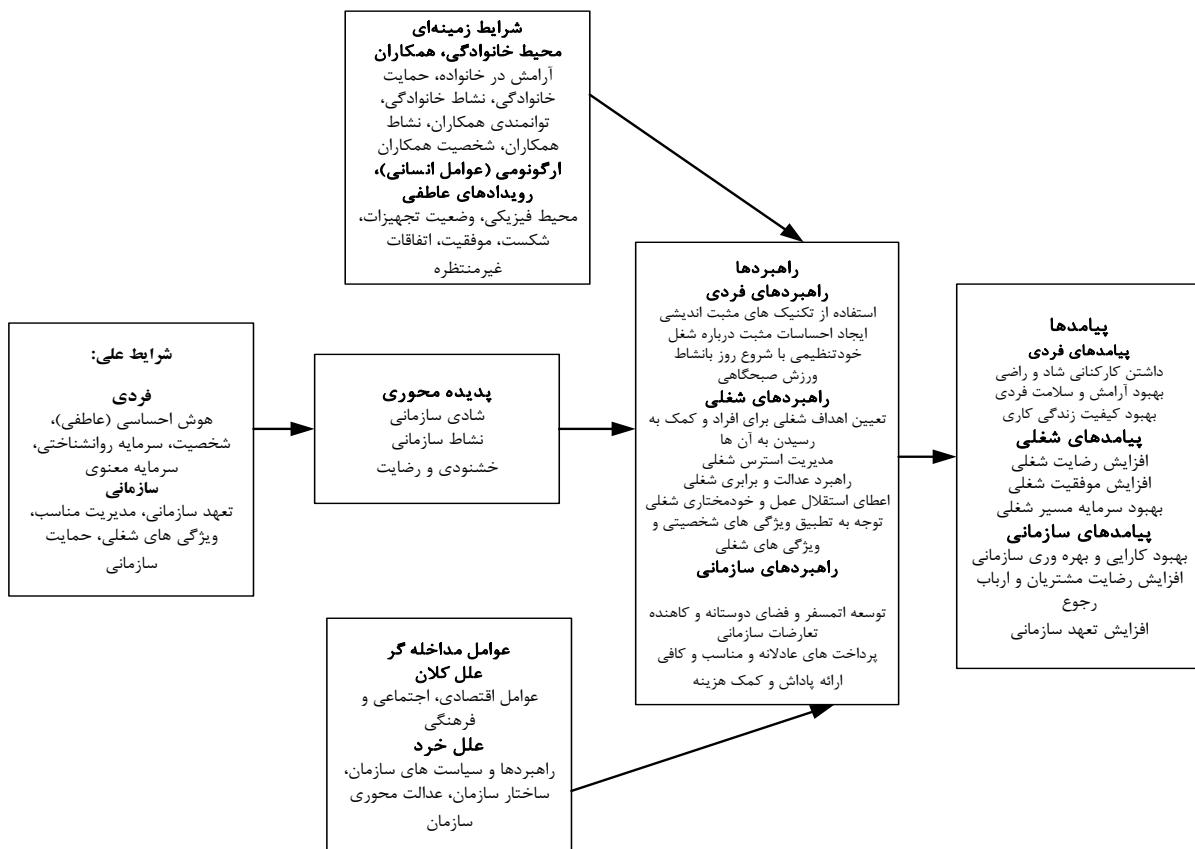 شرایط زمینه‌ای
محیط خانوادگی، همکاران
آرامش در خانواده، حمایت
خانوادگی، نشاط خانوادگی،
توانمندی همکاران، نشاط
همکاران، شخصیت همکاران
ارگونومی (عوامل انسانی)،
رویدادهای عاطفی
محیط فیزیکی، وضعیت تجهیزات،
شکست، موفقیت، اتفاقات
غیرمنتظره
شرایط علی:
فردی
هوش احساسی (عاطفی)،
شخصیت، سرمایه روانشناختی،
سرمایه معنوی
سازمانی
تعهد سازمانی، مدیریت مناسب،
ویژگی های شغلی، حمایت
سازمانی
پدیده محوری
شادی سازمانی
نشاط سازمانی
خشنودی و رضایت
عوامل مداخله گر
علل کلان
عوامل اقتصادی، اجتماعی و
فرهنگی
علل خرد
راهبردها و سیاست های سازمان،
ساختار سازمان، عدالت محوری
سازمان
راهبردها
راهبردهای فردی
استفاده از تکنیک های مثبت اندیشی
ایجاد احساسات مثبت درباره شغل
خودتنظیمی با شروع روز بانشاط
ورزش صبحگاهی
راهبردهای شغلی
تعیین اهداف شغلی برای افراد و کمک به
رسیدن به آن ها
مدیریت استرس شغلی
راهبرد عدالت و برابری شغلی
اعطای استقلال عمل و خودمختاری شغلی
توجه به تطبیق ویژگی های شخصیتی و
ویژگی های شغلی
راهبردهای سازمانی
توسعه اتمسفر و فضای دوستانه و کاهنده
تعارضات سازمانی
پرداخت های عادلانه و مناسب و کافی
ارائه پاداش و کمک هزینه
پیامدها
پیامدهای فردی
داشتن کارکنانی شاد و راضی
بهبود آرامش و سلامت فردی
بهبود کیفیت زندگی کاری
پیامدهای شغلی
افزایش رضایت شغلی
افزایش موفقیت شغلی
بهبود سرمایه مسیر شغلی
پیامدهای سازمانی
بهبود کارایی و بهره وری سازمانی
افزایش رضایت مشتریان و ارباب
رجوع
افزایش تعهد سازمانی